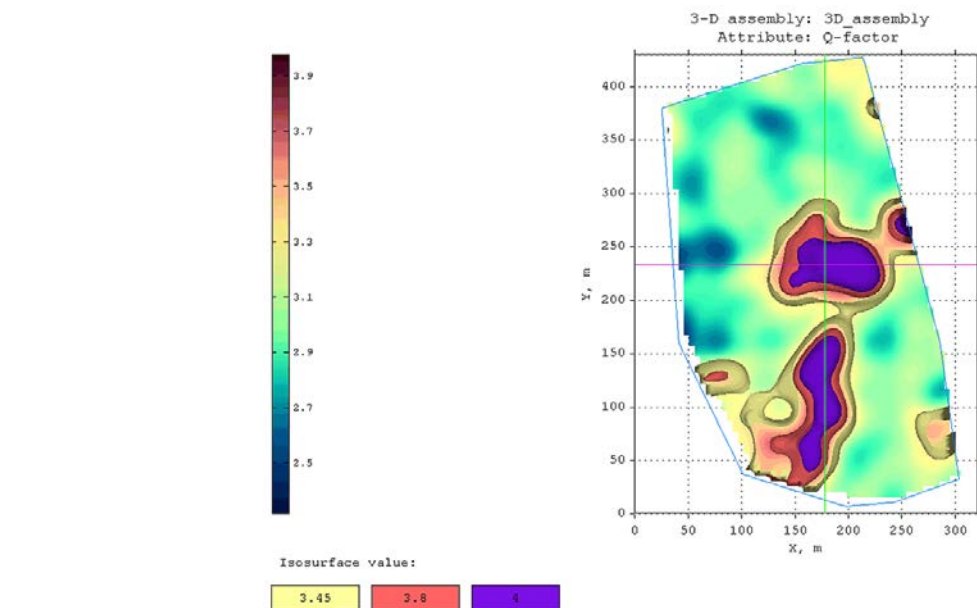 3-D assembly: 3D_assembly
Attribute: Q-factor
3.9
3.7
3.5
3.3
3.1
2.9
2.7
2.5
400
350
300
250
200
150
100
50
0
Y, m
0 50 100 150 200 250 300
X, m
Isosurface value:
3.45 3.8 4